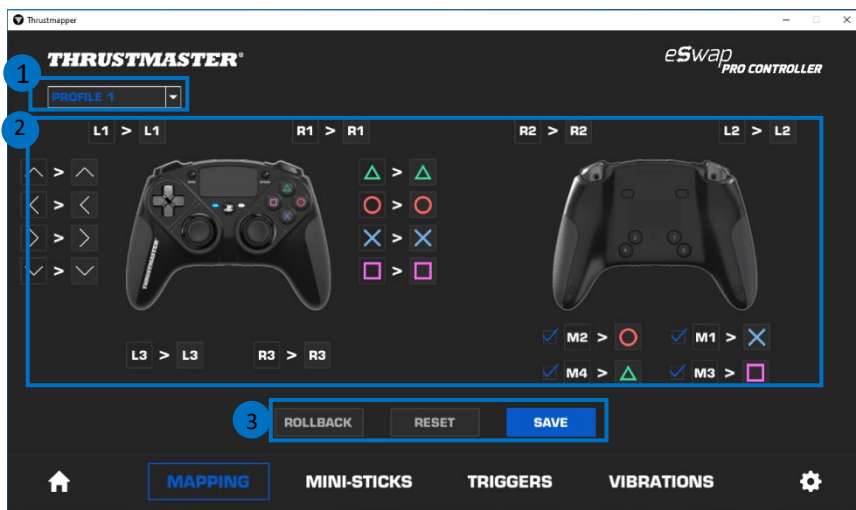 Thrustmapper
THRUSTMASTER®
eSwap
PRO CONTROLLER
1
PROFILE 1
2
L1 > L1
R1 > R1
R2 > R2
L2 > L2
>
>
>
>
>
>
>
>
THRUSTMASTER
L3 > L3
R3 > R3
M2 >
M1 >
M4 >
M3 >
3
ROLLBACK
RESET
SAVE
MAPPING
MINI-STICKS
TRIGGERS
VIBRATIONS